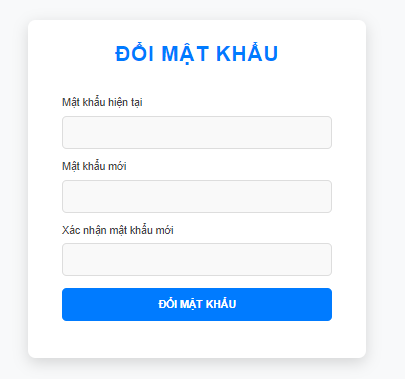 ĐỔI MẬT KHẨU
Mật khẩu hiện tại
Mật khẩu mới
Xác nhận mật khẩu mới
ĐỔI MẬT KHẨU